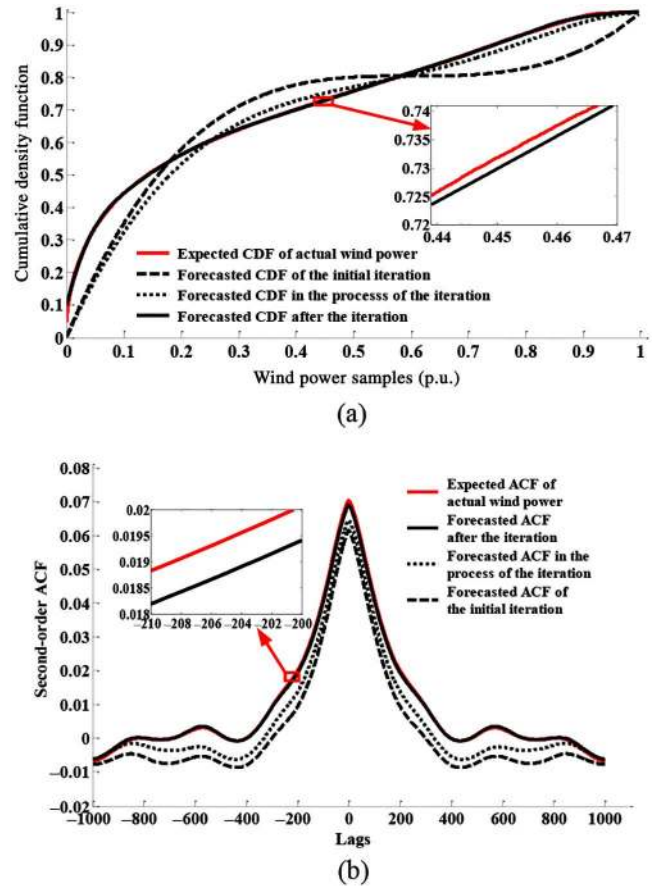 Cumulative density function
1
0.9
0.8
0.7
0.6
0.5
0.4
0.3
0.2
0.1
0
0.741
0.735
0.73
0.725
0.72
0.44 0.45 0.46 0.47
Expected CDF of actual wind power
Forecasted CDF of the initial iteration
Forecasted CDF in the processs of the iteration
Forecasted CDF after the iteration
0 0.1 0.2 0.3 0.4 0.5 0.6 0.7 0.8 0.9 1
Wind power samples (p.u.)
(a)
Second-order ACF
0.08
0.07
0.06
0.05
0.04
0.03
0.02
0.01
0
−0.01
−0.02
0.02
0.0195
0.019
0.0185
0.018
−210 −208 −206 −204 −202 −200
Expected ACF of
actual wind power
Forecasted ACF
after the iteration
Forecasted ACF in the
process of the iteration
Forecasted ACF of
the initial iteration
−1000 −800 −600 −400 −200 0 200 400 600 800 1000
Lags
(b)